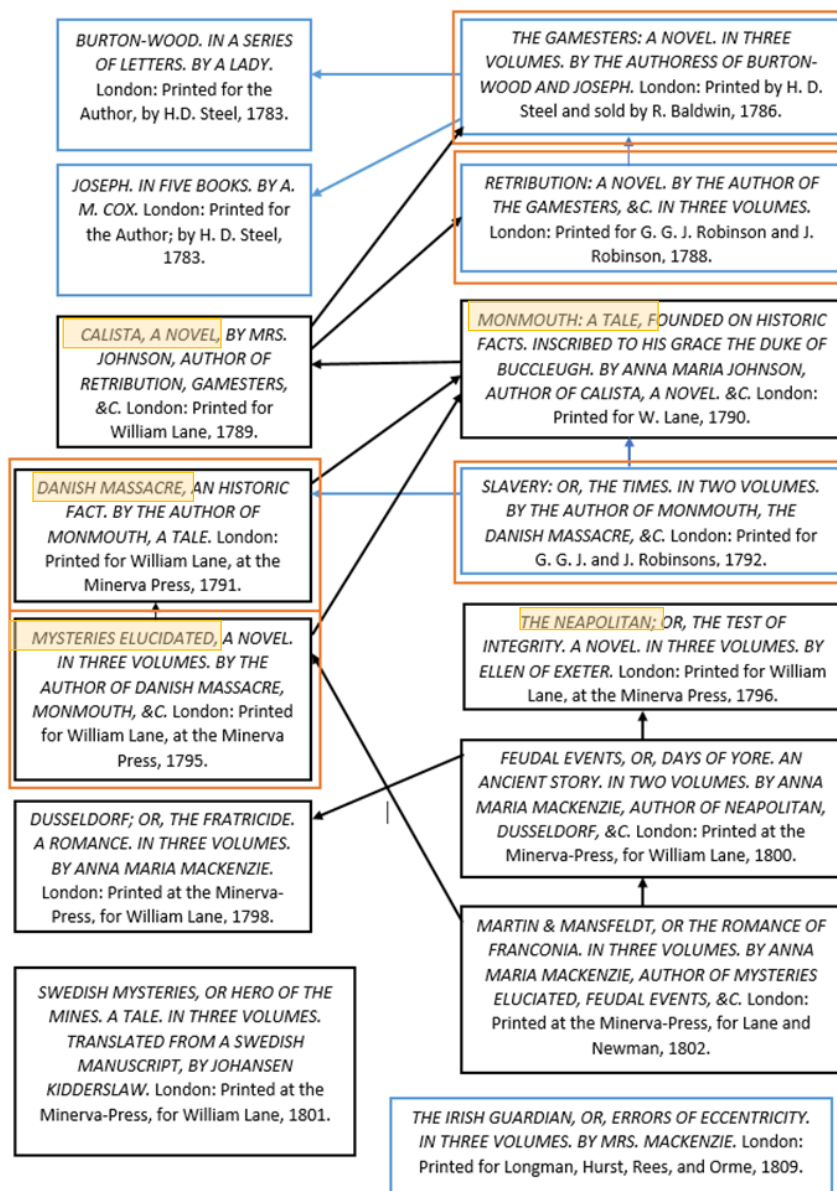 BURTON-WOOD. IN A SERIES
OF LETTERS. BY A LADY.
London: Printed for the
Author, by H.D. Steel, 1783.
THE GAMESTERS: A NOVEL. IN THREE
VOLUMES. BY THE AUTHORESS OF BURTON-
WOOD AND JOSEPH. London: Printed by H. D.
Steel and sold by R. Baldwin, 1786.
JOSEPH. IN FIVE BOOKS. BY A.
M. COX. London: Printed for
the Author; by H. D. Steel,
1783.
RETRIBUTION: A NOVEL. BY THE AUTHOR OF
THE GAMESTERS, &C. IN THREE VOLUMES.
London: Printed for G. G. J. Robinson and J.
Robinson, 1788.
CALISTA, A NOVEL, BY MRS.
JOHNSON, AUTHOR OF
RETRIBUTION, GAMESTERS,
&C. London: Printed for
William Lane, 1789.
MONMOUTH: A TALE, FOUNDED ON HISTORIC
FACTS. INSCRIBED TO HIS GRACE THE DUKE OF
BUCCLEUGH. BY ANNA MARIA JOHNSON,
AUTHOR OF CALISTA, A NOVEL. &C. London:
Printed for W. Lane, 1790.
DANISH MASSACRE, AN HISTORIC
FACT. BY THE AUTHOR OF
MONMOUTH, A TALE. London:
Printed for William Lane, at the
Minerva Press, 1791.
SLAVERY: OR, THE TIMES. IN TWO VOLUMES.
BY THE AUTHOR OF MONMOUTH, THE
DANISH MASSACRE, &C. London: Printed for
G. G. J. and J. Robinsons, 1792.
MYSTERIES ELUCIDATED, A NOVEL.
IN THREE VOLUMES. BY THE
AUTHOR OF DANISH MASSACRE,
MONMOUTH, &C. London: Printed
for William Lane, at the Minerva
Press, 1795.
THE NEAPOLITAN; OR, THE TEST OF
INTEGRITY. A NOVEL. IN THREE VOLUMES. BY
ELLEN OF EXETER. London: Printed for William
Lane, at the Minerva Press, 1796.
FEUDAL EVENTS, OR, DAYS OF YORE. AN
ANCIENT STORY. IN TWO VOLUMES. BY ANNA
MARIA MACKENZIE, AUTHOR OF NEAPOLITAN,
DUSSELDORF, &C. London: Printed at the
Minerva-Press, for William Lane, 1800.
DUSSELDORF; OR, THE FRATRICIDE.
A ROMANCE. IN THREE VOLUMES.
BY ANNA MARIA MACKENZIE.
London: Printed at the Minerva-
Press, for William Lane, 1798.
MARTIN & MANSFELDT, OR THE ROMANCE OF
FRANCONIA. IN THREE VOLUMES. BY ANNA
MARIA MACKENZIE, AUTHOR OF MYSTERIES
ELUCIATED, FEUDAL EVENTS, &C. London:
Printed at the Minerva-Press, for Lane and
Newman, 1802.
SWEDISH MYSTERIES, OR HERO OF THE
MINES. A TALE. IN THREE VOLUMES.
TRANSLATED FROM A SWEDISH
MANUSCRIPT, BY JOHANSEN
KIDDERSLAW. London: Printed at the
Minerva-Press, for William Lane, 1801.
THE IRISH GUARDIAN, OR, ERRORS OF ECCENTRICITY.
IN THREE VOLUMES. BY MRS. MACKENZIE. London:
Printed for Longman, Hurst, Rees, and Orme, 1809.